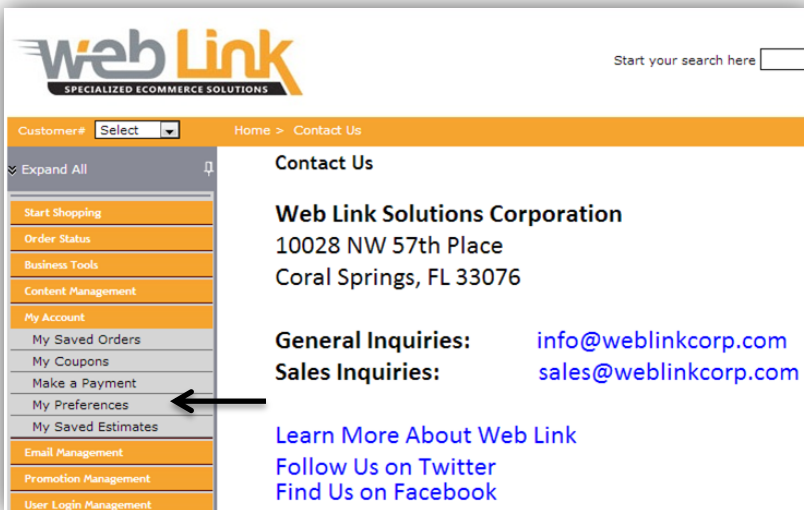 Web Link
SPECIALIZED ECOMMERCE SOLUTIONS
Start your search here
Customer# Select
Home > Contact Us
Expand All
Start Shopping
Order Status
Business Tools
Content Management
My Account
My Saved Orders
My Coupons
Make a Payment
My Preferences
My Saved Estimates
Email Management
Promotion Management
User Login Management
Contact Us
Web Link Solutions Corporation
10028 NW 57th Place
Coral Springs, FL 33076
General Inquiries: info@weblinkcorp.com
Sales Inquiries: sales@weblinkcorp.com
Learn More About Web Link
Follow Us on Twitter
Find Us on Facebook